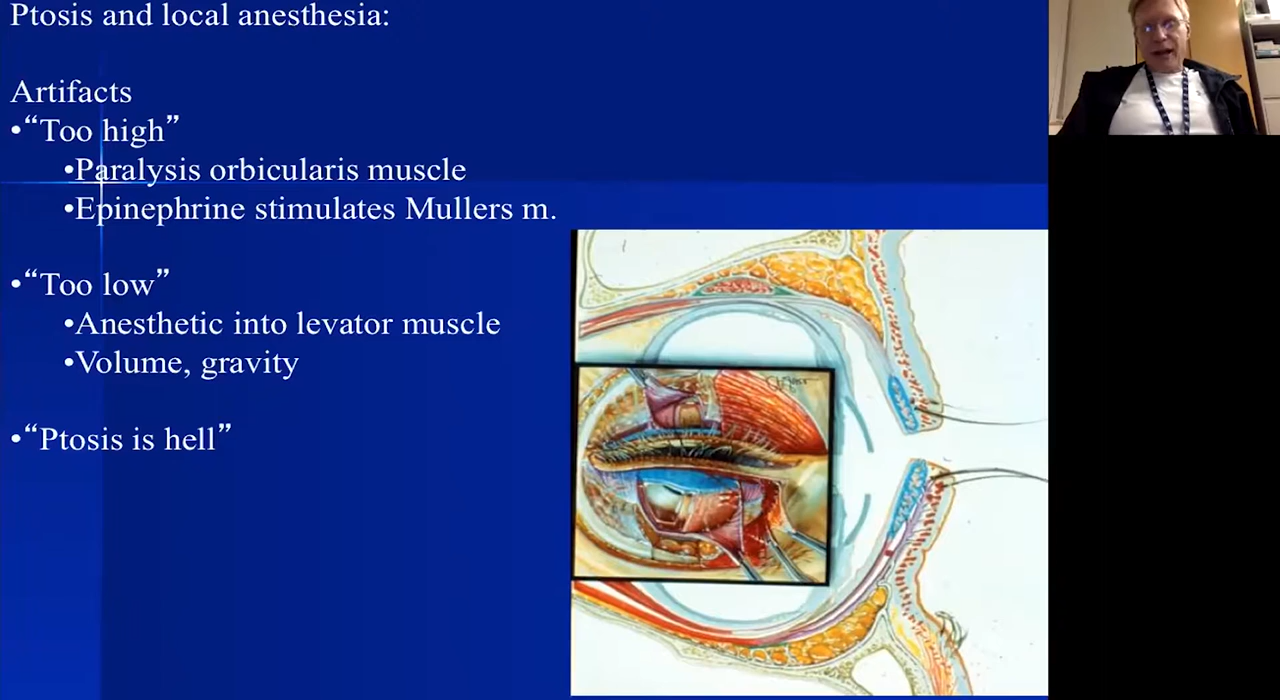 Ptosis and local anesthesia:
Artifacts
•“Too high”
•Paralysis orbicularis muscle
•Epinephrine stimulates Mullers m.
•“Too low”
•Anesthetic into levator muscle
•Volume, gravity
•“Ptosis is hell”